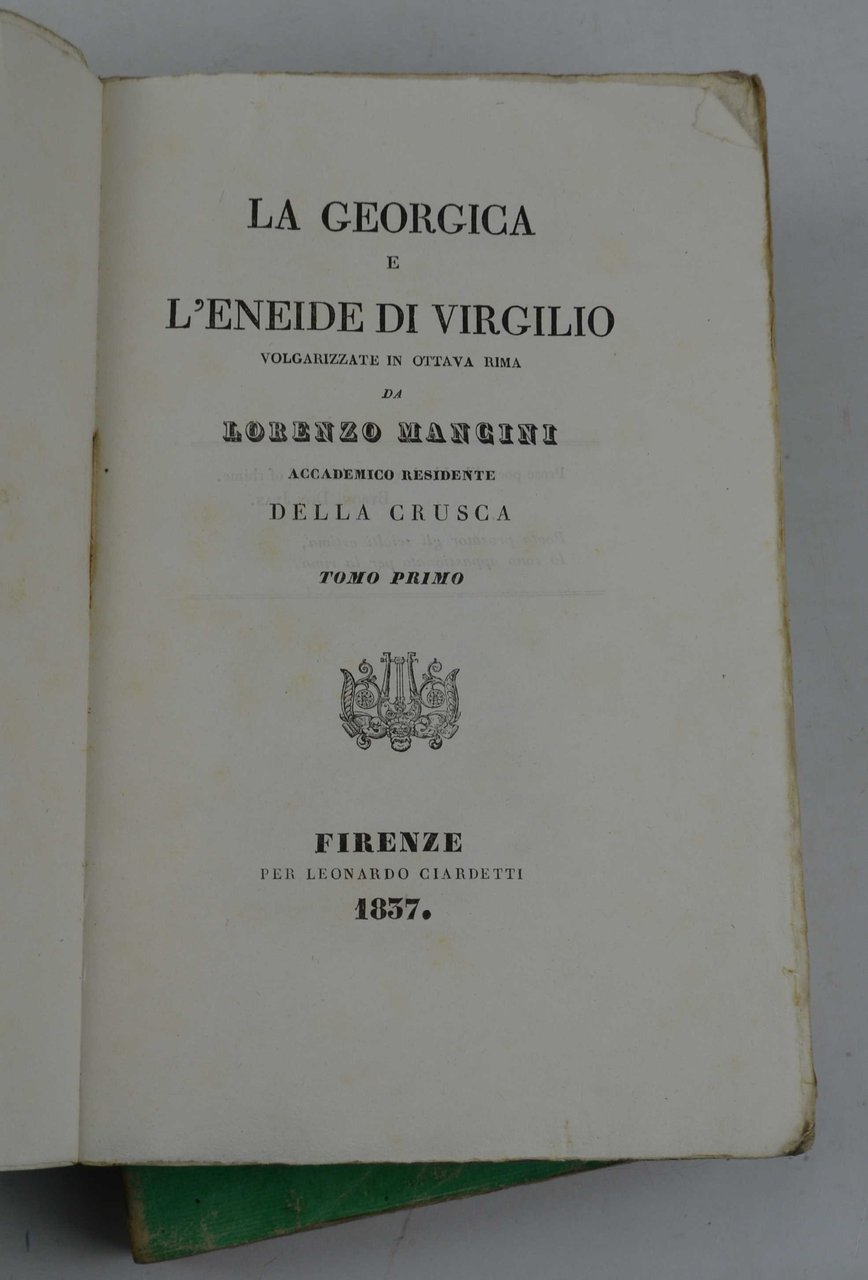 LA GEORGICA
E
L'ENEIDE DI VIRGILIO
VOLGARIZZATE IN OTTAVA RIMA
DA
LORENZO MANCINI
ACCADEMICO RESIDENTE
DELLA CRUSCA
TOMO PRIMO
FIRENZE
PER LEONARDO CIARDETTI
1837.